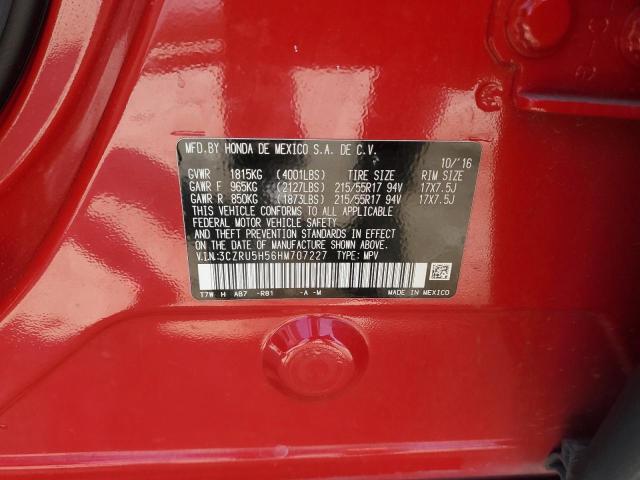 MFD.BY HONDA DE MEXICO S.A. DE C.V. 10/'16
GVWR 1815KG (4001LBS) TIRE SIZE RIM SIZE
GAWR F 965KG (2127LBS) 215/55R17 94V 17X7.5J
GAWR R 850KG (1873LBS) 215/55R17 94V 17X7.5J
THIS VEHICLE CONFORMS TO ALL APPLICABLE
FEDERAL MOTOR VEHICLE SAFETY
AND THEFT PREVENTION STANDARDS IN EFFECT ON
THE DATE OF MANUFACTURE SHOWN ABOVE.
V.I.N:3CZRU5H56HM707227 TYPE: MPV
T7W H AB7 -R81 -A -M MADE IN MEXICO